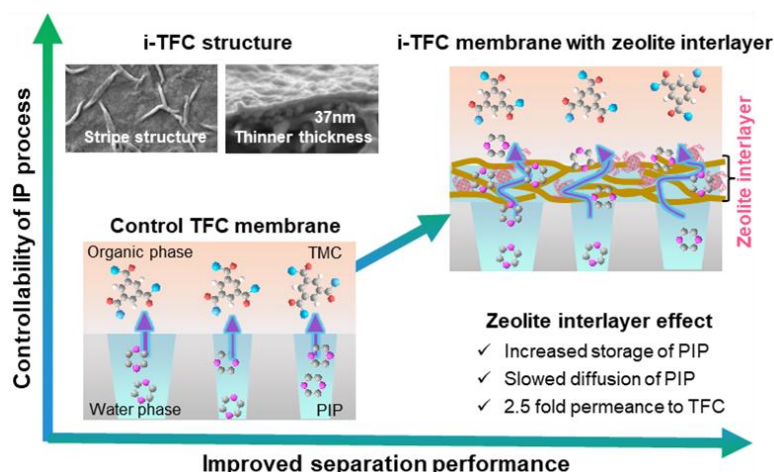 i-TFC structure
Stripe structure
37nm
Thinner thickness
i-TFC membrane with zeolite interlayer
Zeolite interlayer
Controllability of IP process
Control TFC membrane
Organic phase
TMC
Water phase
PIP
Zeolite interlayer effect
✓ Increased storage of PIP
✓ Slowed diffusion of PIP
✓ 2.5 fold permeance to TFC
Improved separation performance